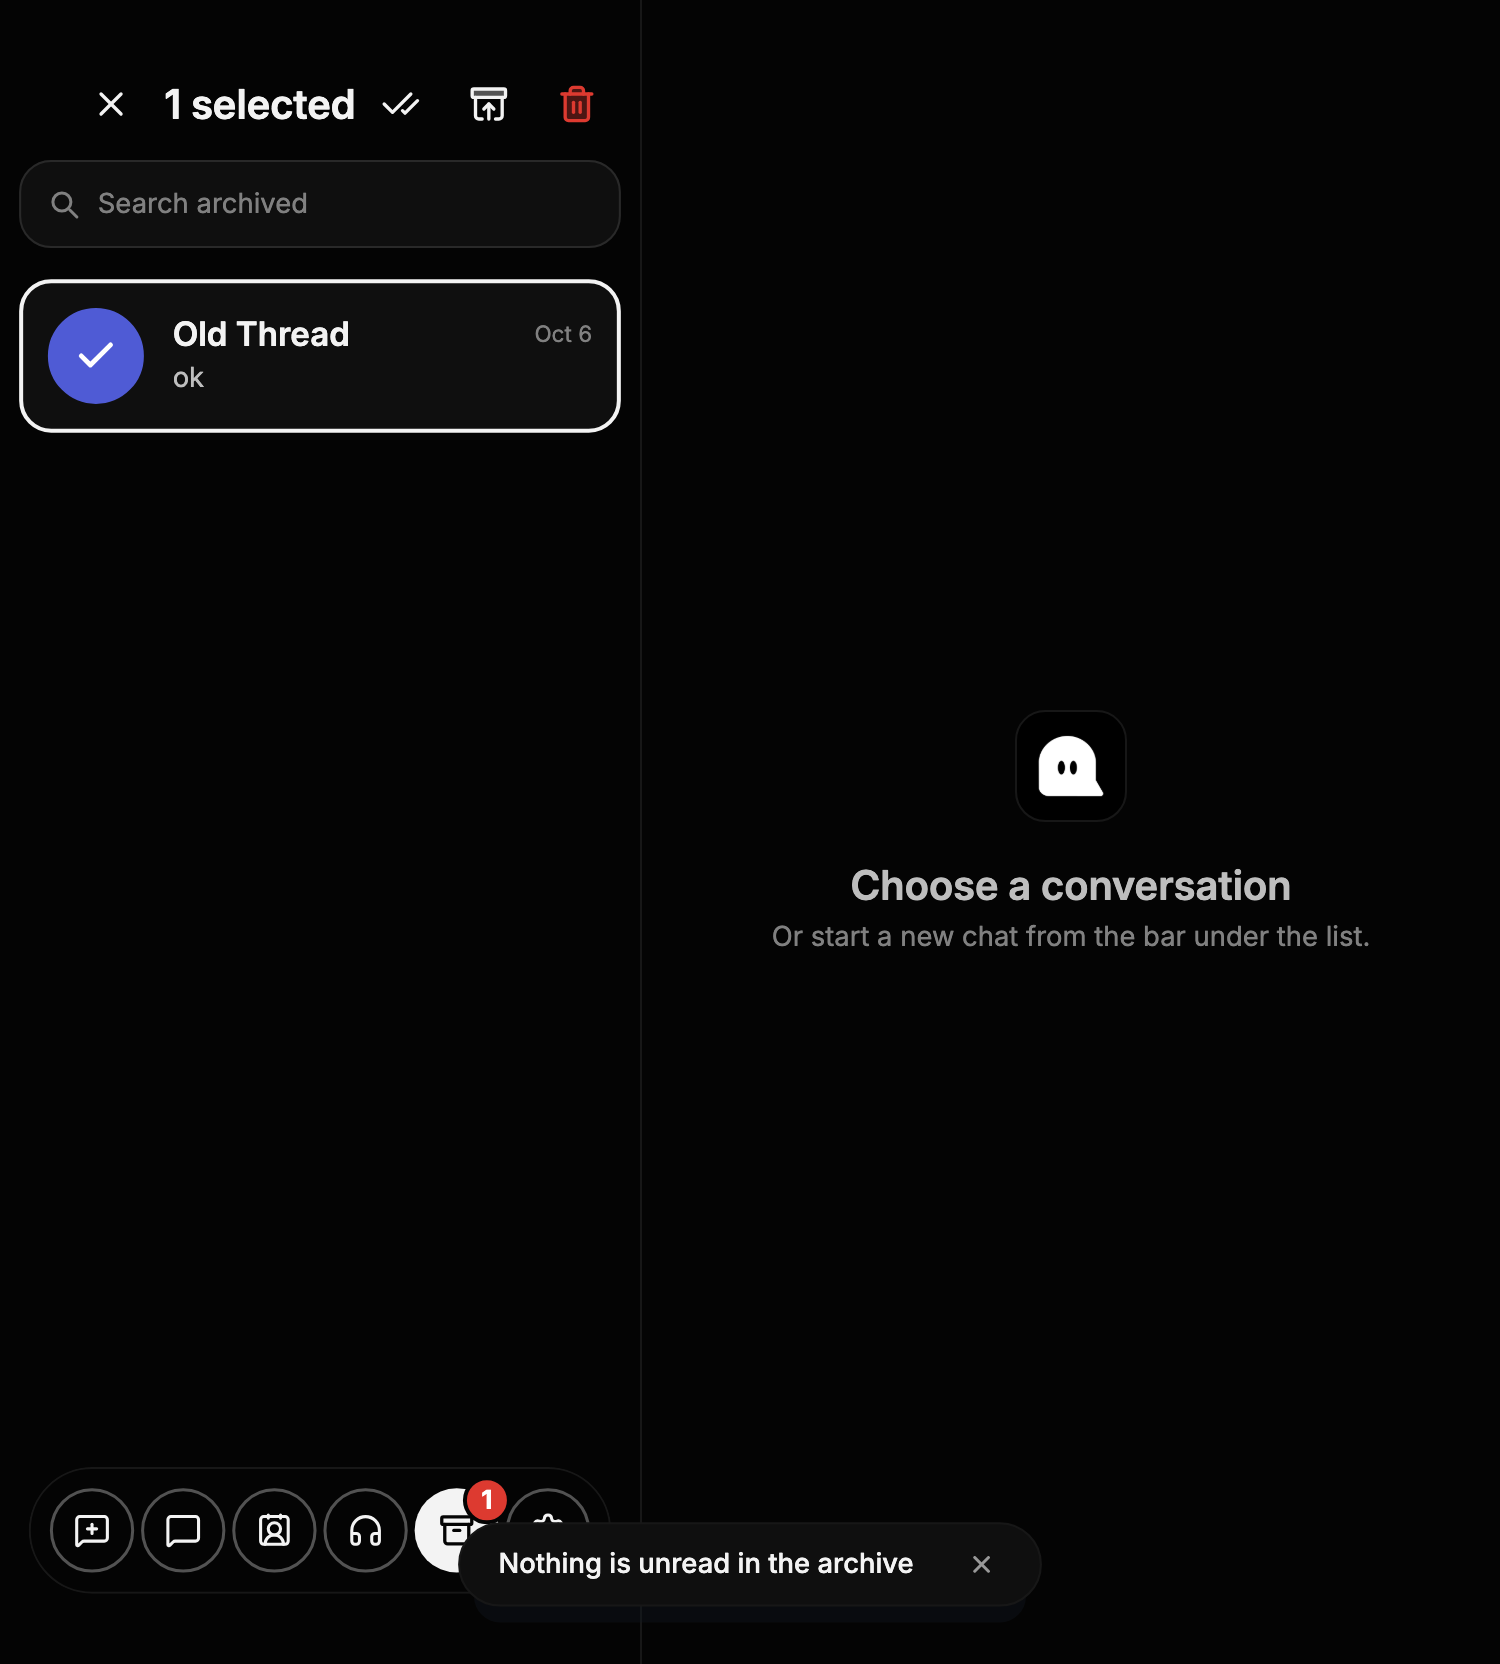 1 selected
Search archived
Old Thread
Oct 6
ok
Choose a conversation
Or start a new chat from the bar under the list.
1
Nothing is unread in the archive